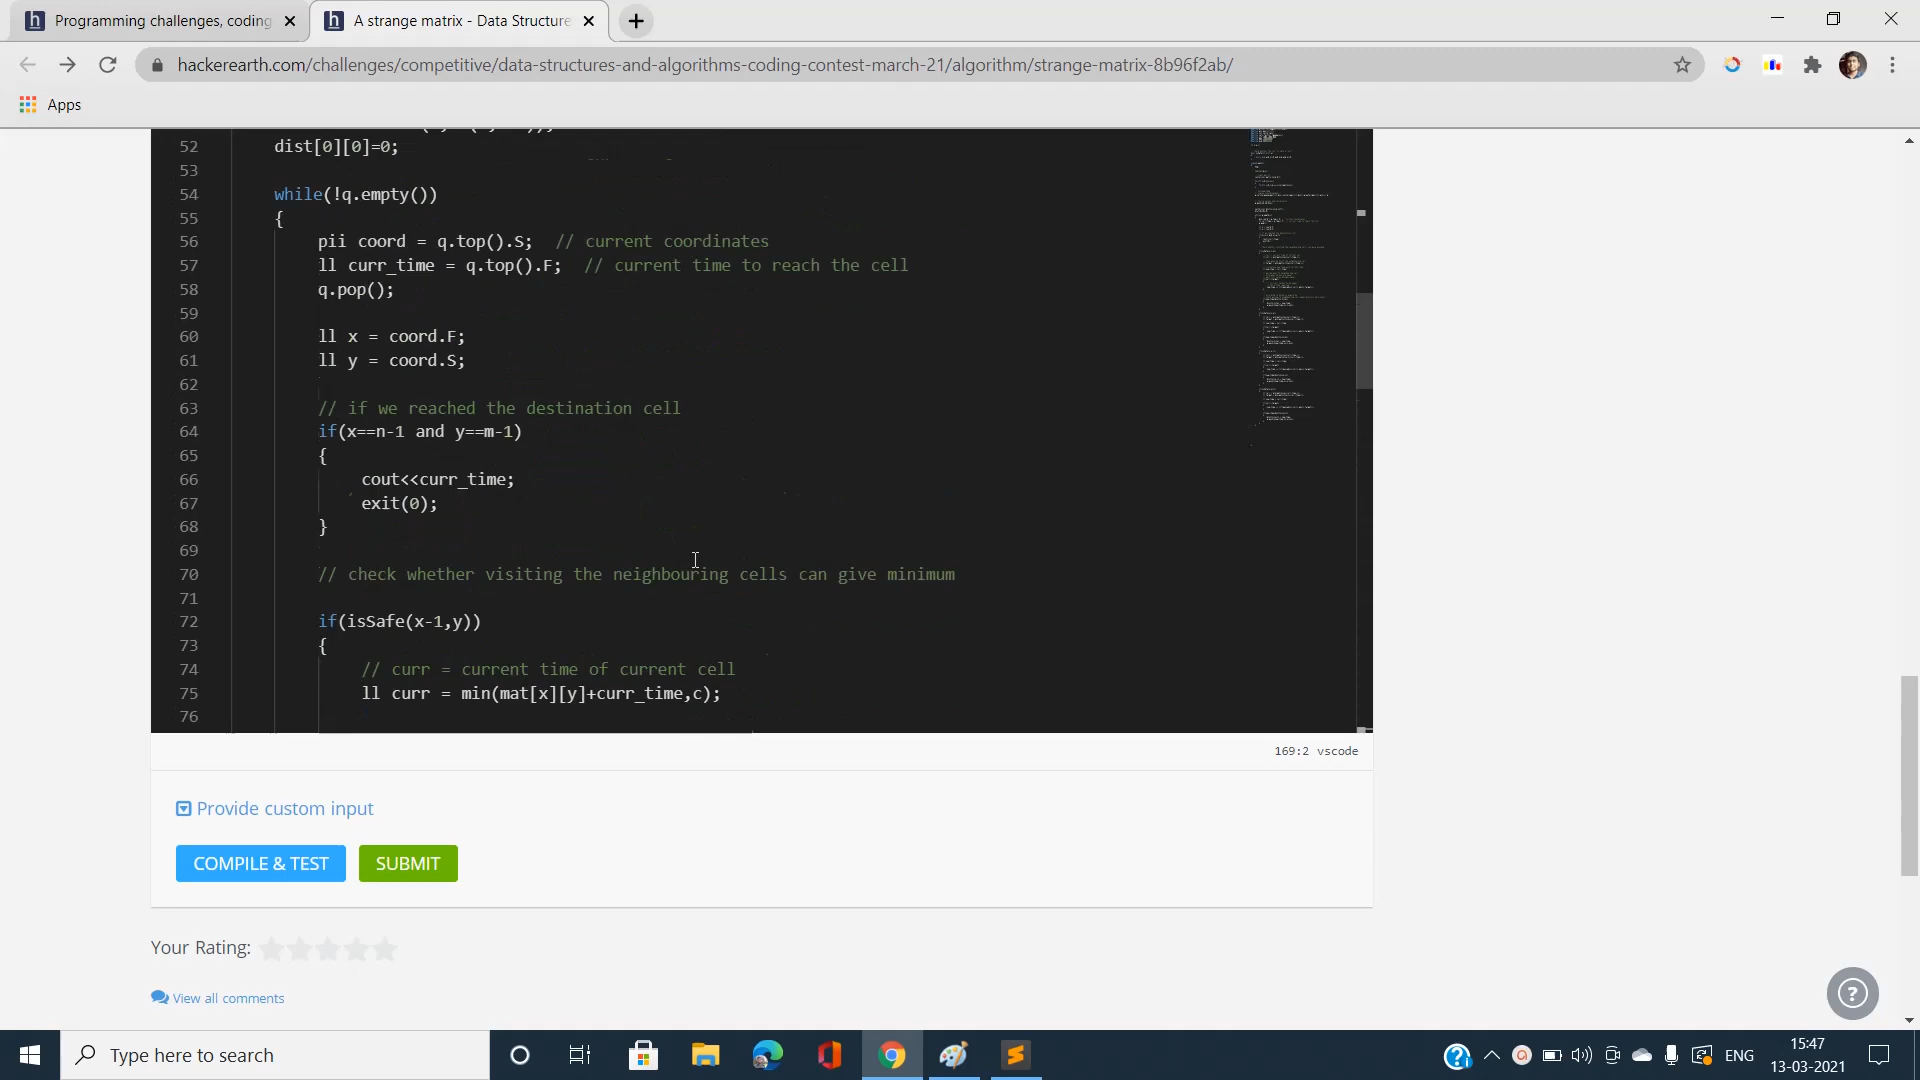 Programming challenges, coding
A strange matrix - Data Structure
hackerearth.com/challenges/competitive/data-structures-and-algorithms-coding-contest-march-21/algorithm/strange-matrix-8b96f2ab/
Apps
52 dist[0][0]=0;
53
54 while(!q.empty())
55 {
56 pii coord = q.top().S; // current coordinates
57 ll curr_time = q.top().F; // current time to reach the cell
58 q.pop();
59
60 ll x = coord.F;
61 ll y = coord.S;
62
63 // if we reached the destination cell
64 if(x==n-1 and y==m-1)
65 {
66 cout<<curr_time;
67 exit(0);
68 }
69
70 // check whether visiting the neighbouring cells can give minimum
71
72 if(isSafe(x-1,y))
73 {
74 // curr = current time of current cell
75 ll curr = min(mat[x][y]+curr_time,c);
76
169:2 vscode
Provide custom input
COMPILE & TEST SUBMIT
Your Rating:
View all comments
Type here to search
ENG
15:47
13-03-2021